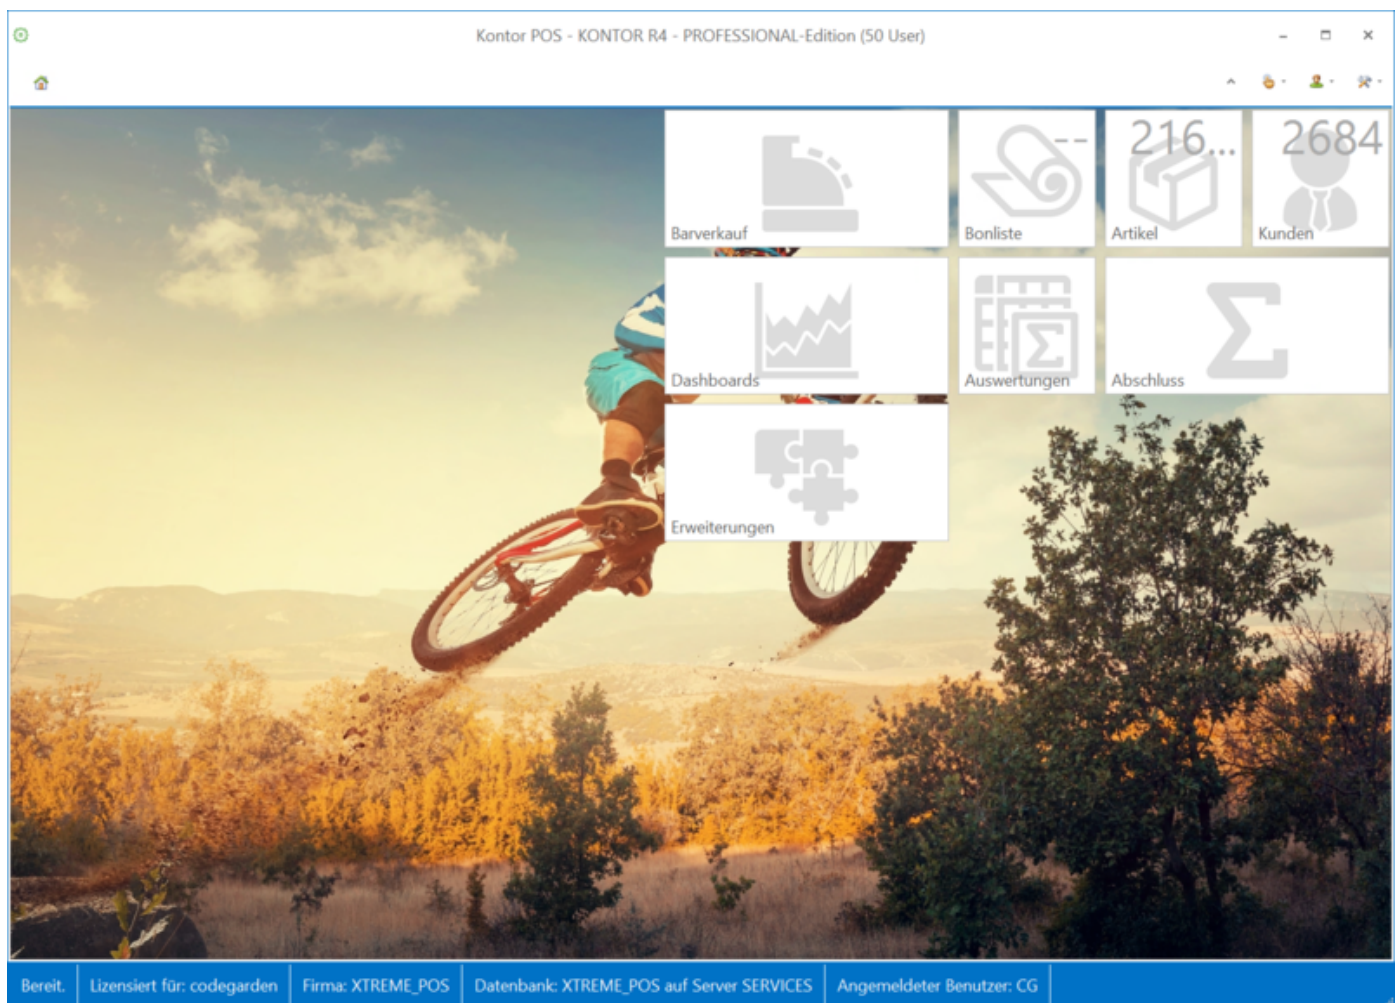 Kontor POS - KONTOR R4 - PROFESSIONAL-Edition (50 User)
Barverkauf
--
Bonliste
216...
Artikel
2684
Kunden
Dashboards
Auswertungen
Abschluss
Erweiterungen
Bereit.
Lizensiert für: codegarden
Firma: XTREME_POS
Datenbank: XTREME_POS auf Server SERVICES
Angemeldeter Benutzer: CG